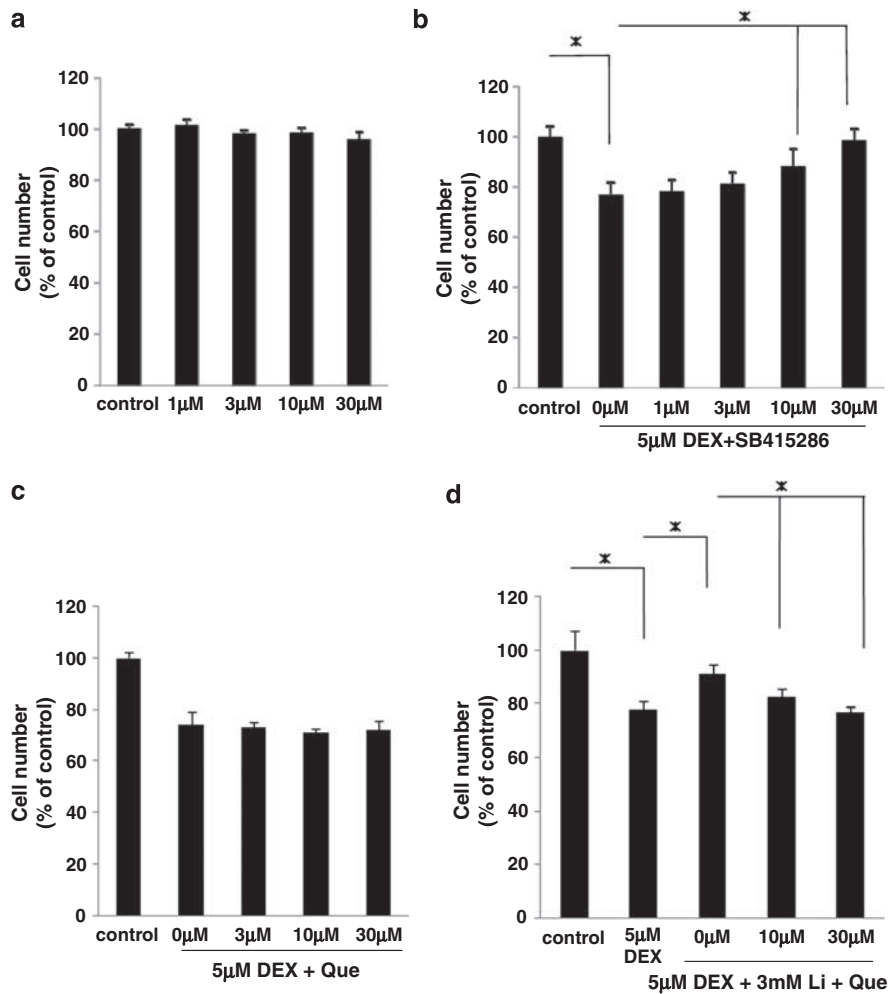 a
120
100
80
60
40
20
0
Cell number
(% of control)
control 1μM 3μM 10μM 30μM
b
*
*
120
100
80
60
40
20
0
Cell number
(% of control)
control 0μM 1μM 3μM 10μM 30μM
5μM DEX+SB415286
c
120
100
80
60
40
20
0
Cell number
(% of control)
control 0μM 3μM 10μM 30μM
5μM DEX + Que
d
*
*
*
120
100
80
60
40
20
0
Cell number
(% of control)
control 5μM DEX 0μM 10μM 30μM
5μM DEX + 3mM Li + Que